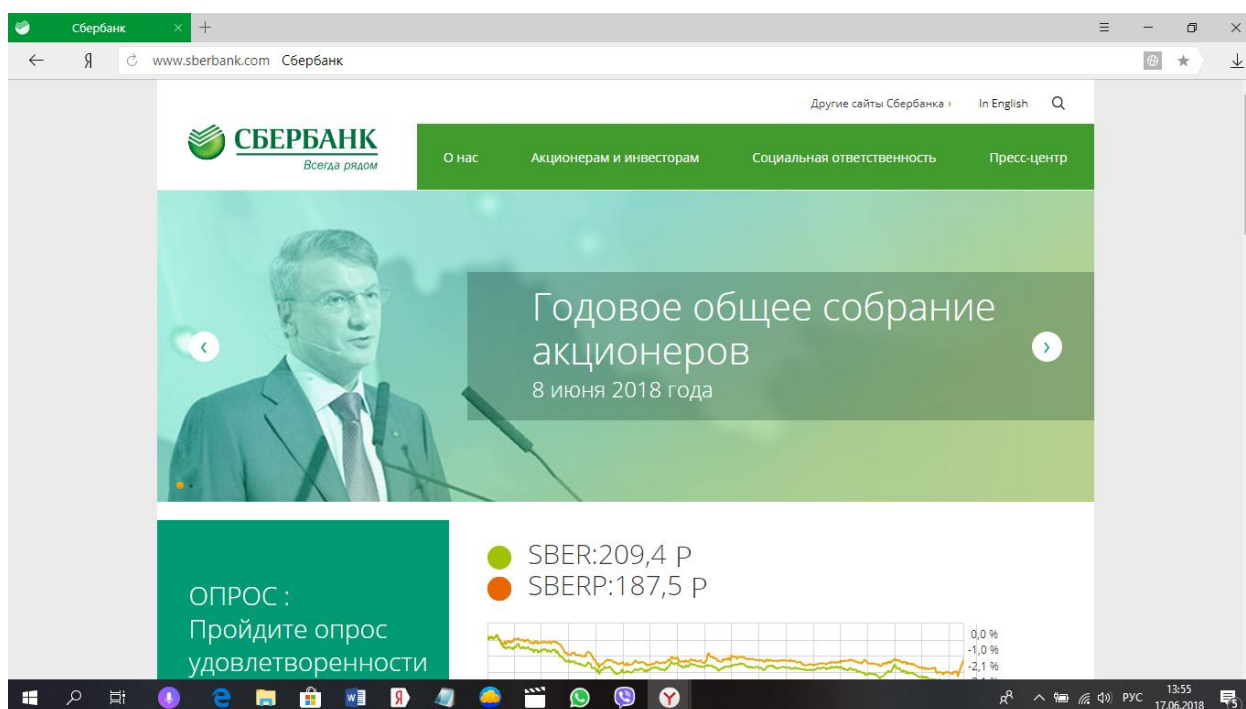 Сбербанк
www.sberbank.com Сбербанк
Другие сайты Сбербанка › In English
СБЕРБАНК
Всегда рядом
О нас Акционерам и инвесторам Социальная ответственность Пресс-центр
Годовое общее собрание
акционеров
8 июня 2018 года
SBER:209,4 Р
SBERP:187,5 Р
ОПРОС :
Пройдите опрос
удовлетворенности
0,0 %
-1,0 %
-2,1 %
РУС
13:55
17.06.2018